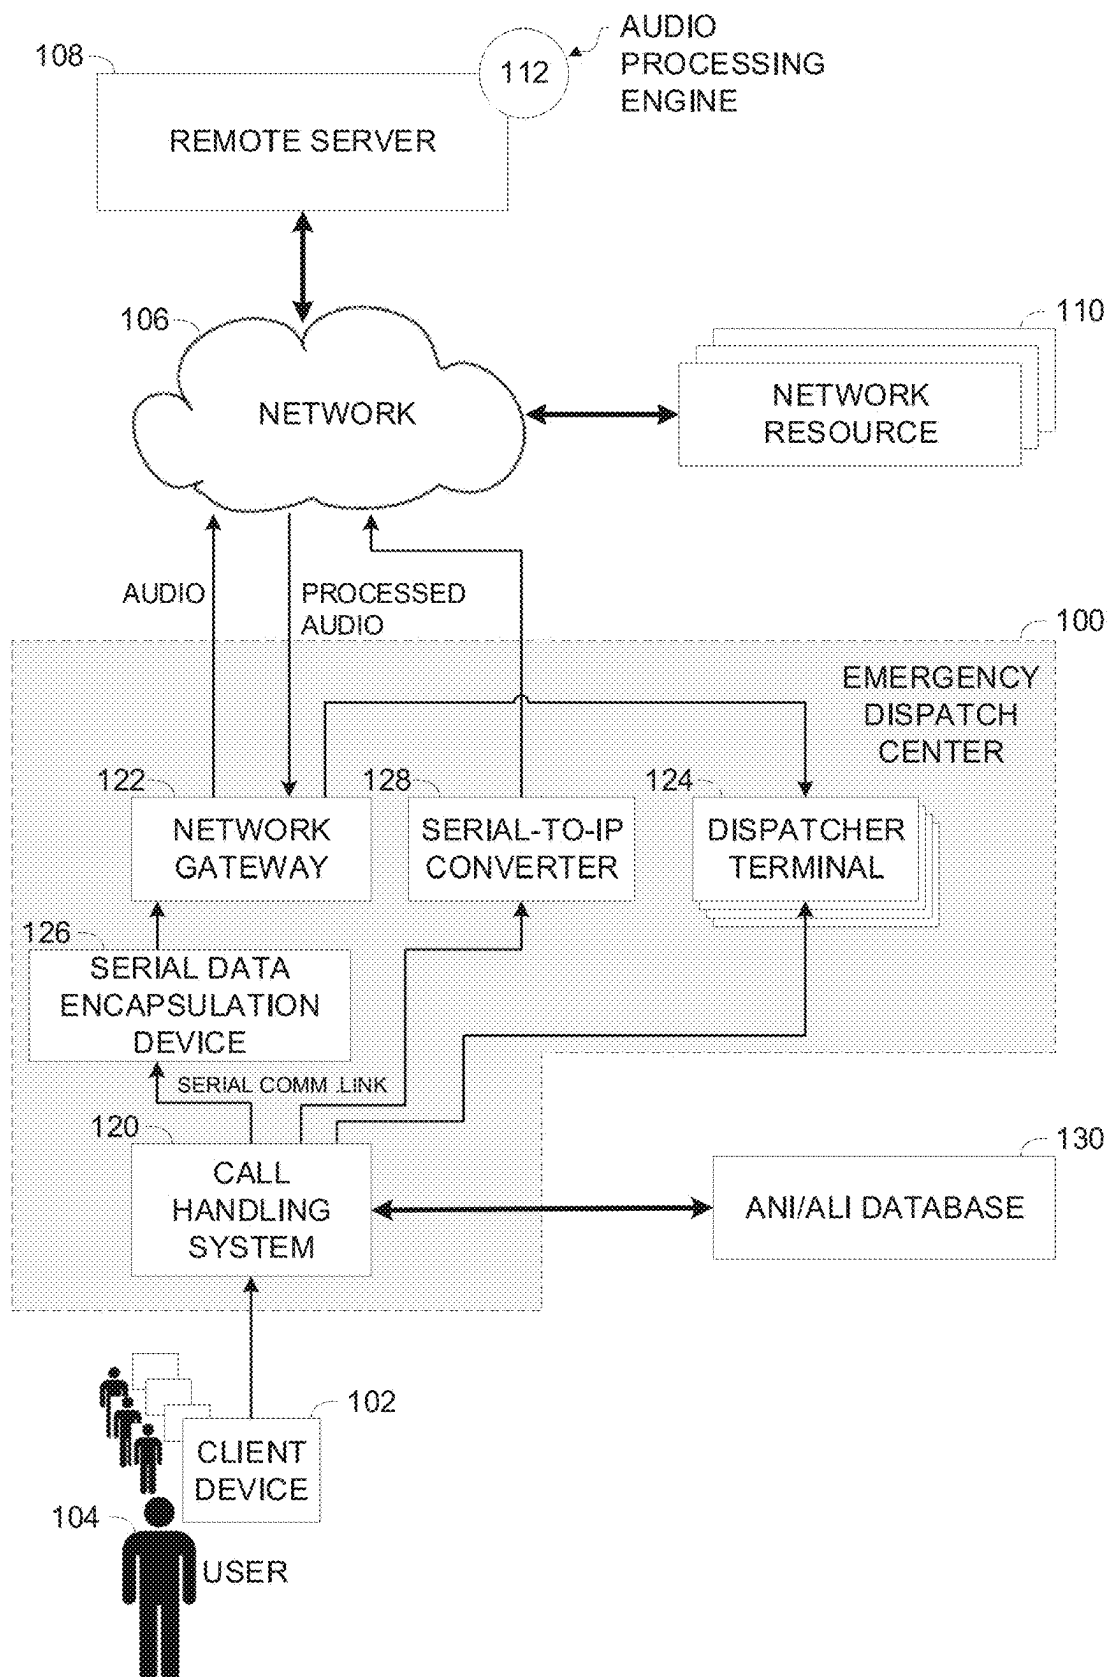 108
112
AUDIO
PROCESSING
ENGINE
REMOTE SERVER
106
NETWORK
110
NETWORK
RESOURCE
AUDIO
PROCESSED
AUDIO
100
EMERGENCY
DISPATCH
CENTER
122
NETWORK
GATEWAY
128
SERIAL-TO-IP
CONVERTER
124
DISPATCHER
TERMINAL
126
SERIAL DATA
ENCAPSULATION
DEVICE
SERIAL COMM .LINK
120
CALL
HANDLING
SYSTEM
130
ANI/ALI DATABASE
102
CLIENT
DEVICE
104
USER